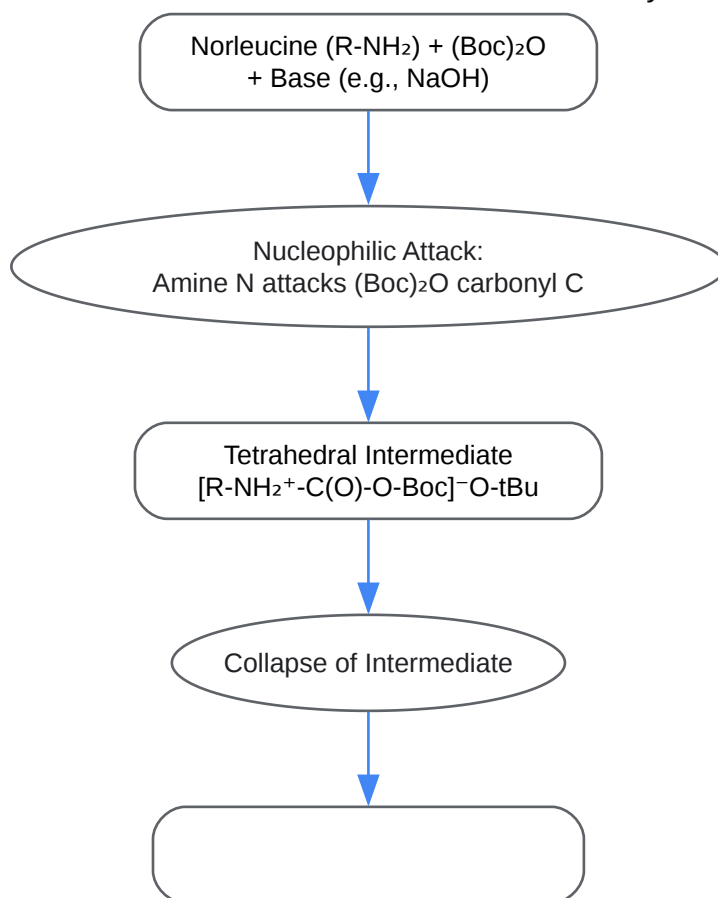 Norleucine (R-NH₂) + (Boc)₂O
+ Base (e.g., NaOH)
Nucleophilic Attack:
Amine N attacks (Boc)₂O carbonyl C
Tetrahedral Intermediate
[R-NH₂⁺-C(O)-O-Boc]⁻O-tBu
Collapse of Intermediate